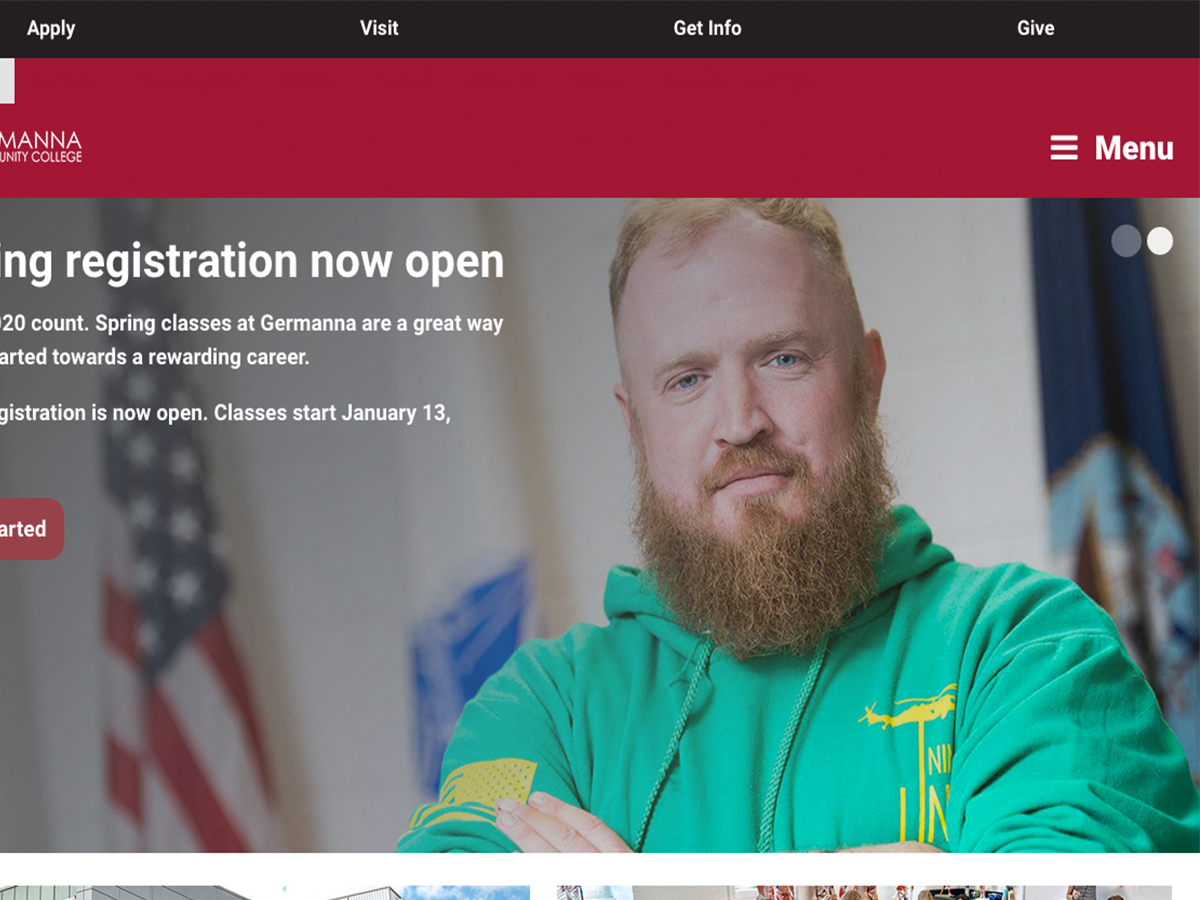 Apply Visit Get Info Give
MANNA
UNITY COLLEGE
Menu
ing registration now open
20 count. Spring classes at Germanna are a great way
arted towards a rewarding career.
gistration is now open. Classes start January 13,
arted